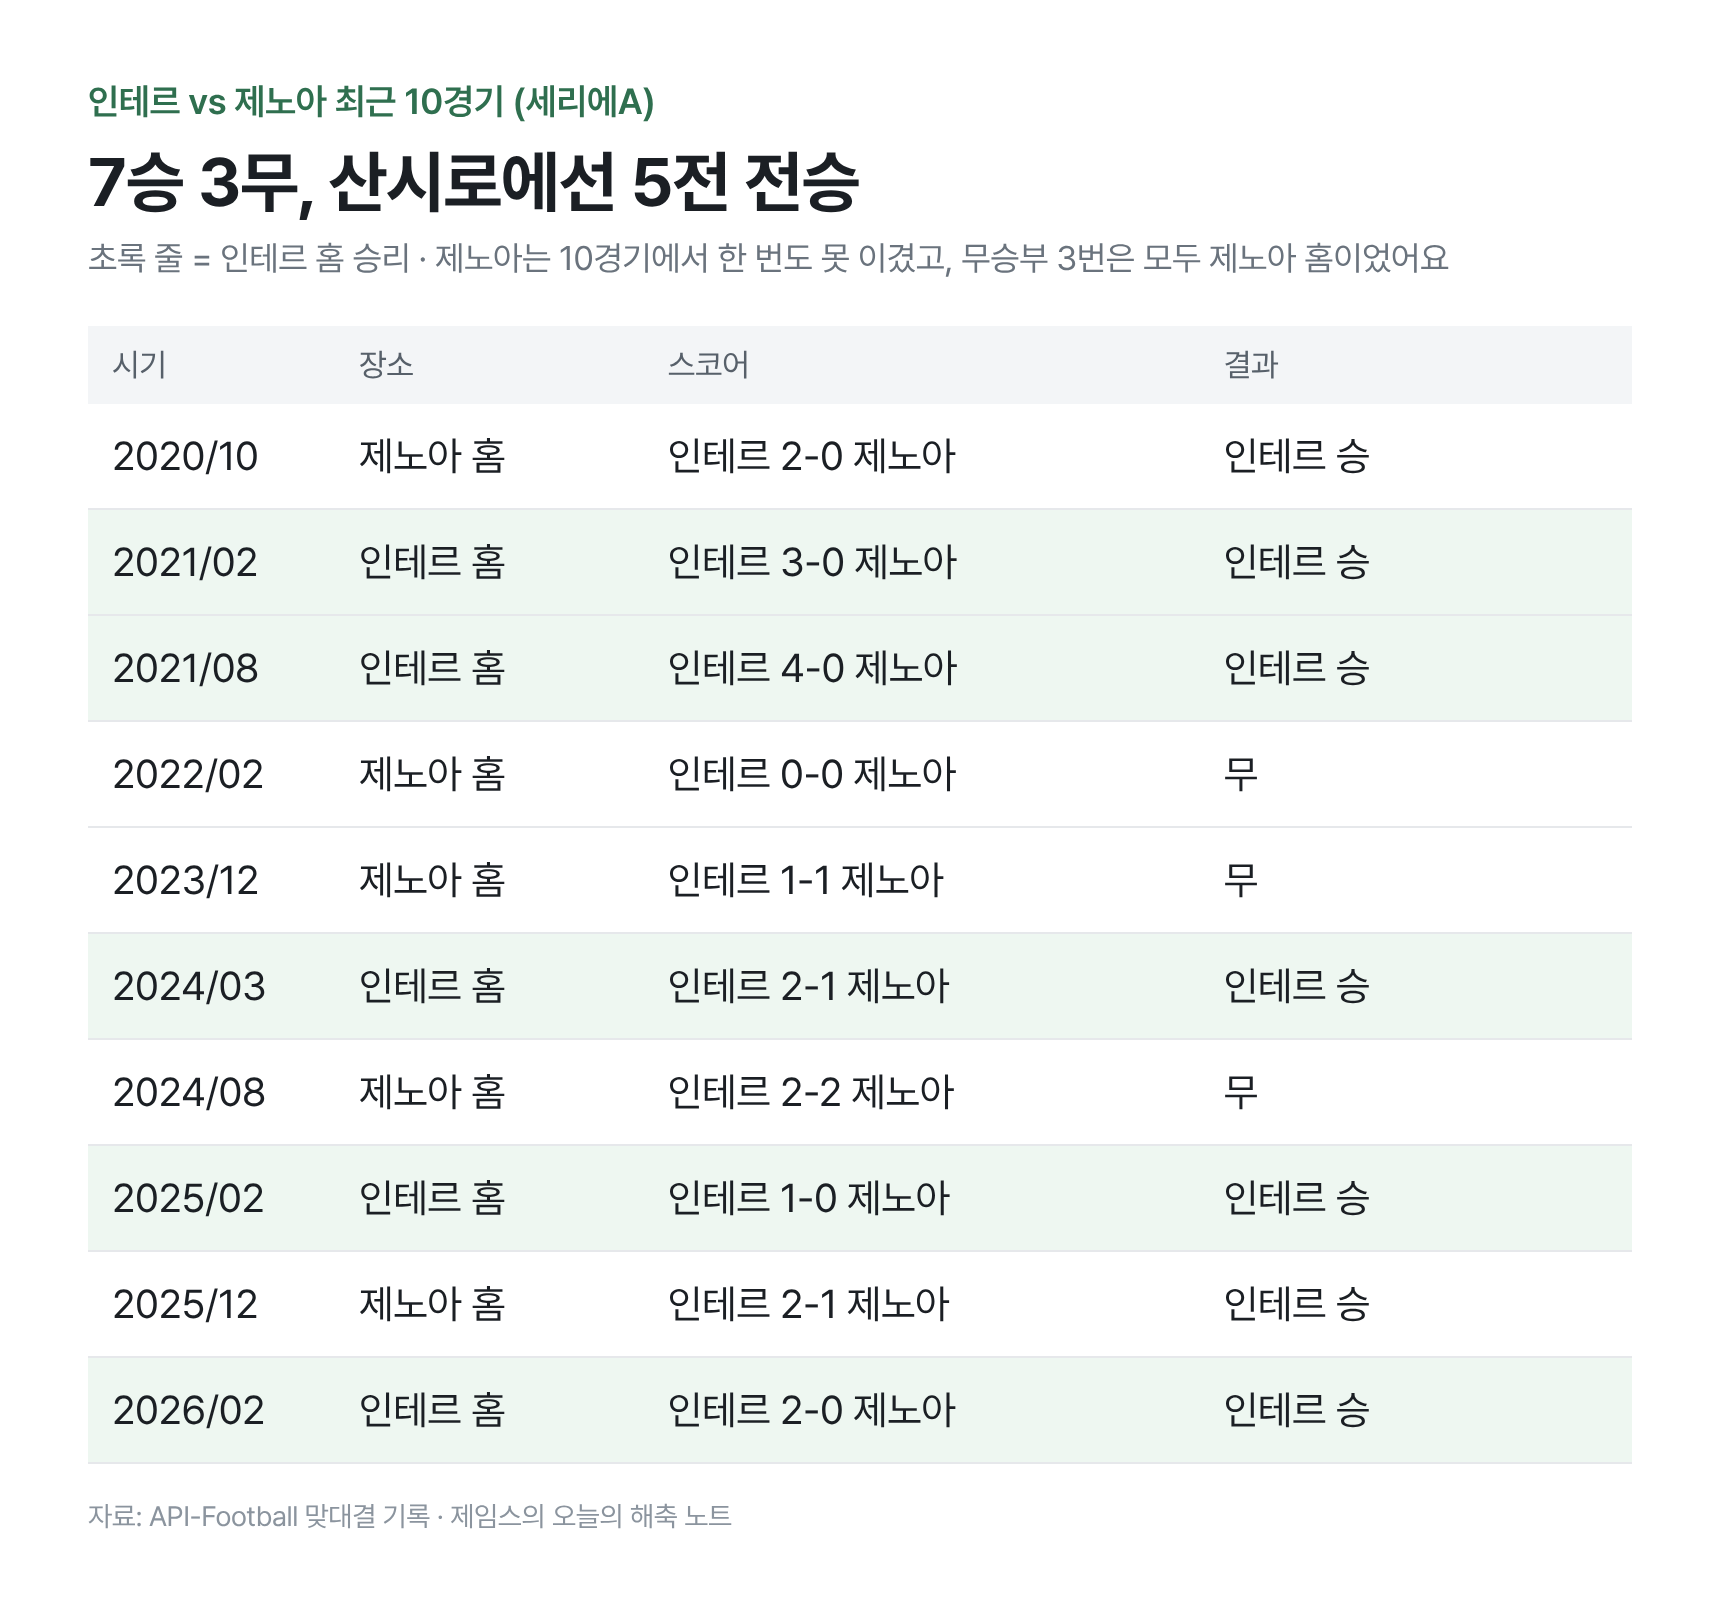 인테르 vs 제노아 최근 10경기 (세리에A)
7승 3무, 산시로에선 5전 전승
초록 줄 = 인테르 홈 승리 · 제노아는 10경기에서 한 번도 못 이겼고, 무승부 3번은 모두 제노아 홈이었어요
시기 장소 스코어 결과
2020/10 제노아 홈 인테르 2-0 제노아 인테르 승
2021/02 인테르 홈 인테르 3-0 제노아 인테르 승
2021/08 인테르 홈 인테르 4-0 제노아 인테르 승
2022/02 제노아 홈 인테르 0-0 제노아 무
2023/12 제노아 홈 인테르 1-1 제노아 무
2024/03 인테르 홈 인테르 2-1 제노아 인테르 승
2024/08 제노아 홈 인테르 2-2 제노아 무
2025/02 인테르 홈 인테르 1-0 제노아 인테르 승
2025/12 제노아 홈 인테르 2-1 제노아 인테르 승
2026/02 인테르 홈 인테르 2-0 제노아 인테르 승
자료: API-Football 맞대결 기록 · 제임스의 오늘의 해축 노트